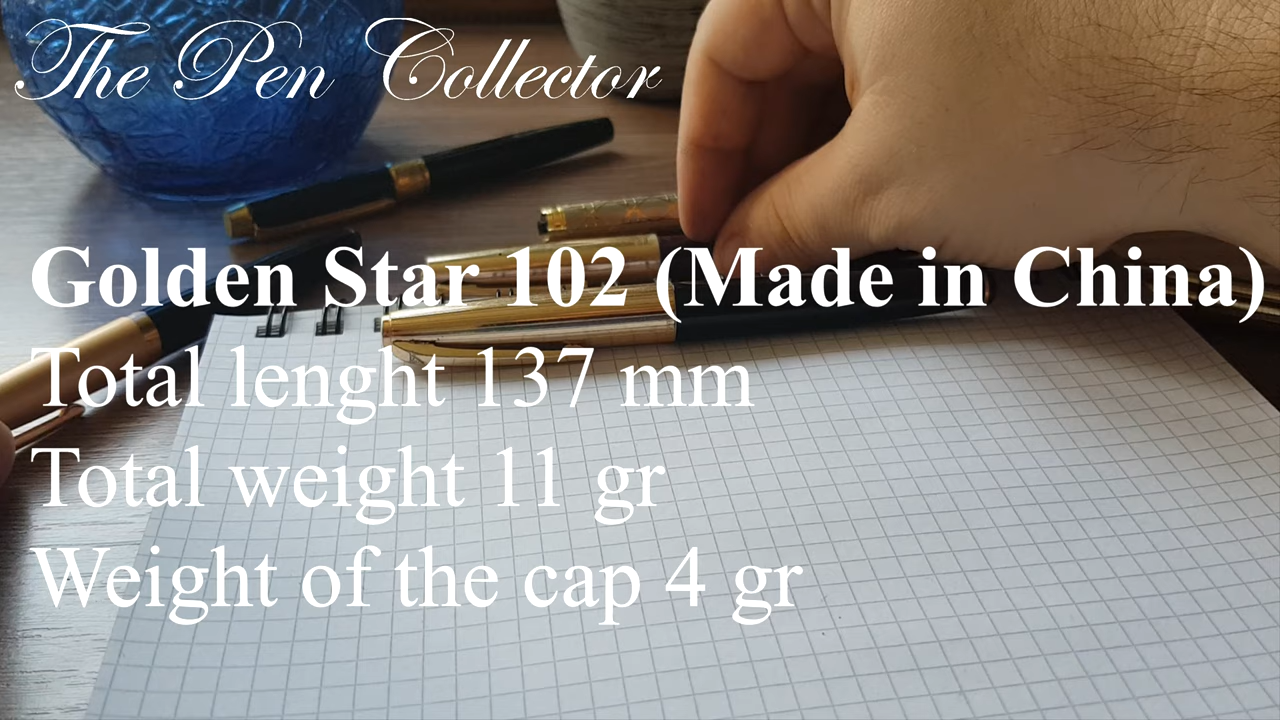 The Pen Collector
Golden Star 102 (Made in China)
Total lenght 137 mm
Total weight 11 gr
Weight of the cap 4 gr